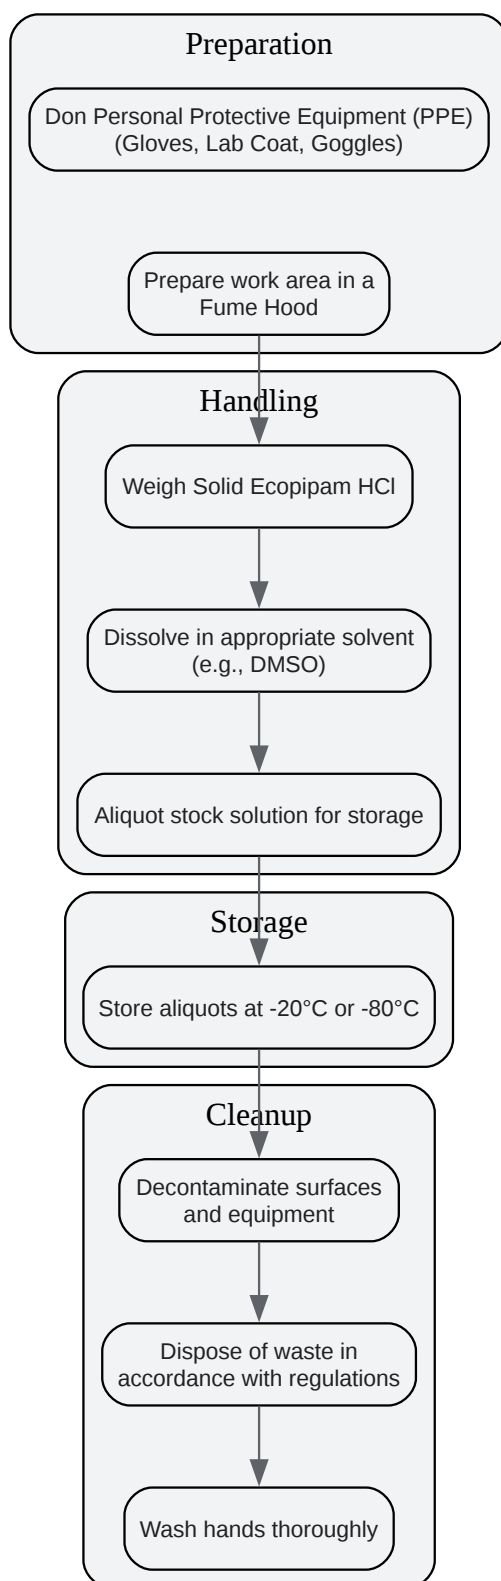 Preparation
Don Personal Protective Equipment (PPE)
(Gloves, Lab Coat, Goggles)
Prepare work area in a
Fume Hood
Handling
Weigh Solid Ecopipam HCl
Dissolve in appropriate solvent
(e.g., DMSO)
Aliquot stock solution for storage
Storage
Store aliquots at -20°C or -80°C
Cleanup
Decontaminate surfaces
and equipment
Dispose of waste in
accordance with regulations
Wash hands thoroughly